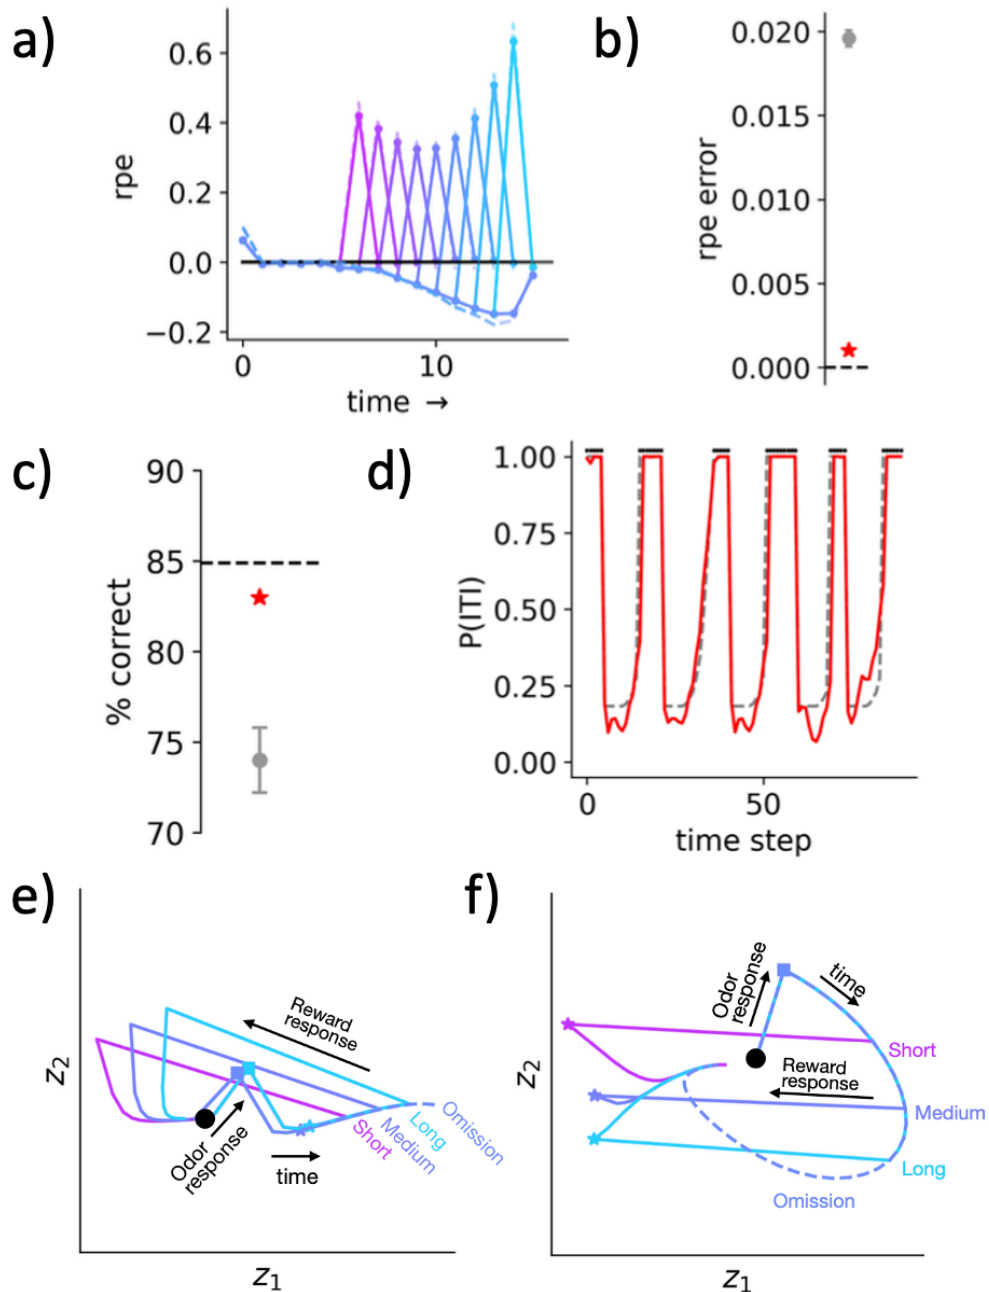 a)
0.6
0.4
0.2
0.0
−0.2
rpe
0
10
time →
b)
0.020
0.015
0.010
0.005
0.000
rpe error
c)
90
85
80
75
70
% correct
d)
1.00
0.75
0.50
0.25
0.00
P(ITI)
0
50
time step
e)
Reward
response
Odor
response
time
Short
Medium
Long
Omission
z2
z1
f)
Odor
response
time
Short
Reward
response
Medium
Long
Omission
z2
z1